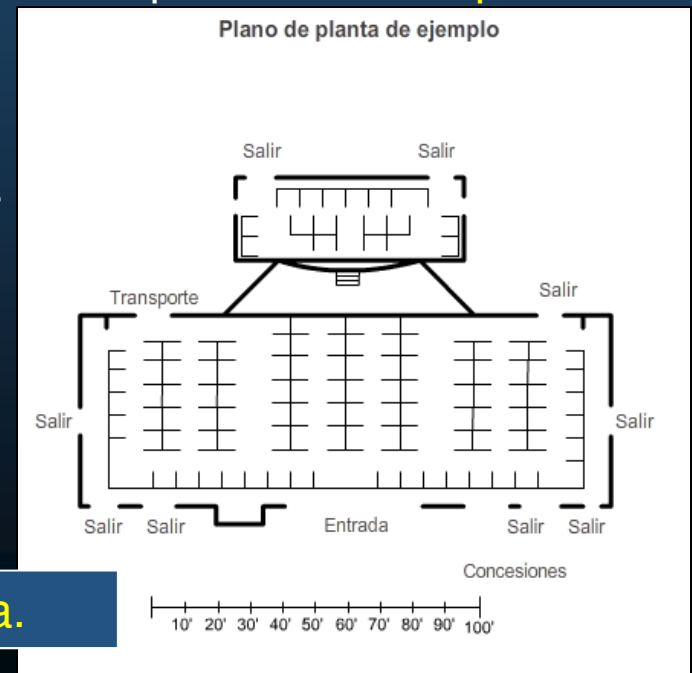 Plano de planta de ejemplo
Salir Salir
Transporte Salir
Salir Salir
Salir Salir Entrada Salir Salir
Concesiones
10' 20' 30' 40' 50' 60' 70' 80' 90' 100'
a.